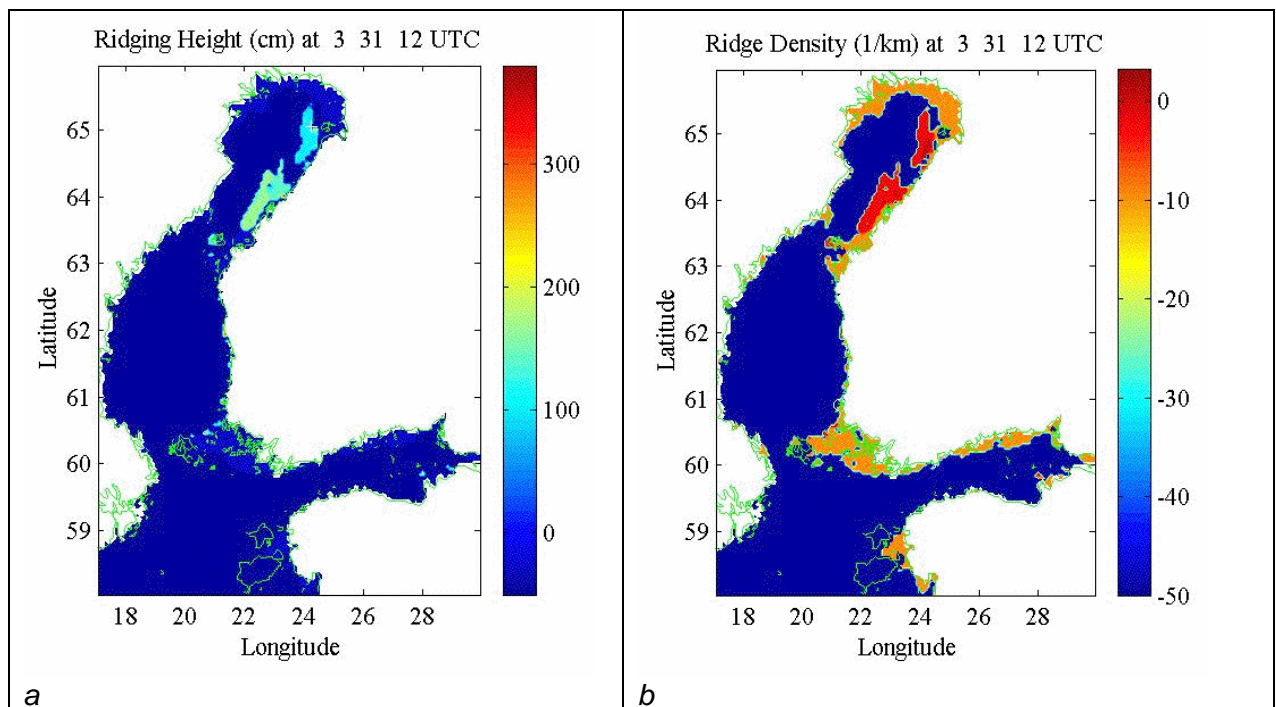 Ridging Height (cm) at 3 31 12 UTC
65
64
63
62
61
60
59
Latitude
18 20 22 24 26 28
Longitude
300
200
100
0
a
Ridge Density (1/km) at 3 31 12 UTC
65
64
63
62
61
60
59
Latitude
18 20 22 24 26 28
Longitude
0
-10
-20
-30
-40
-50
b